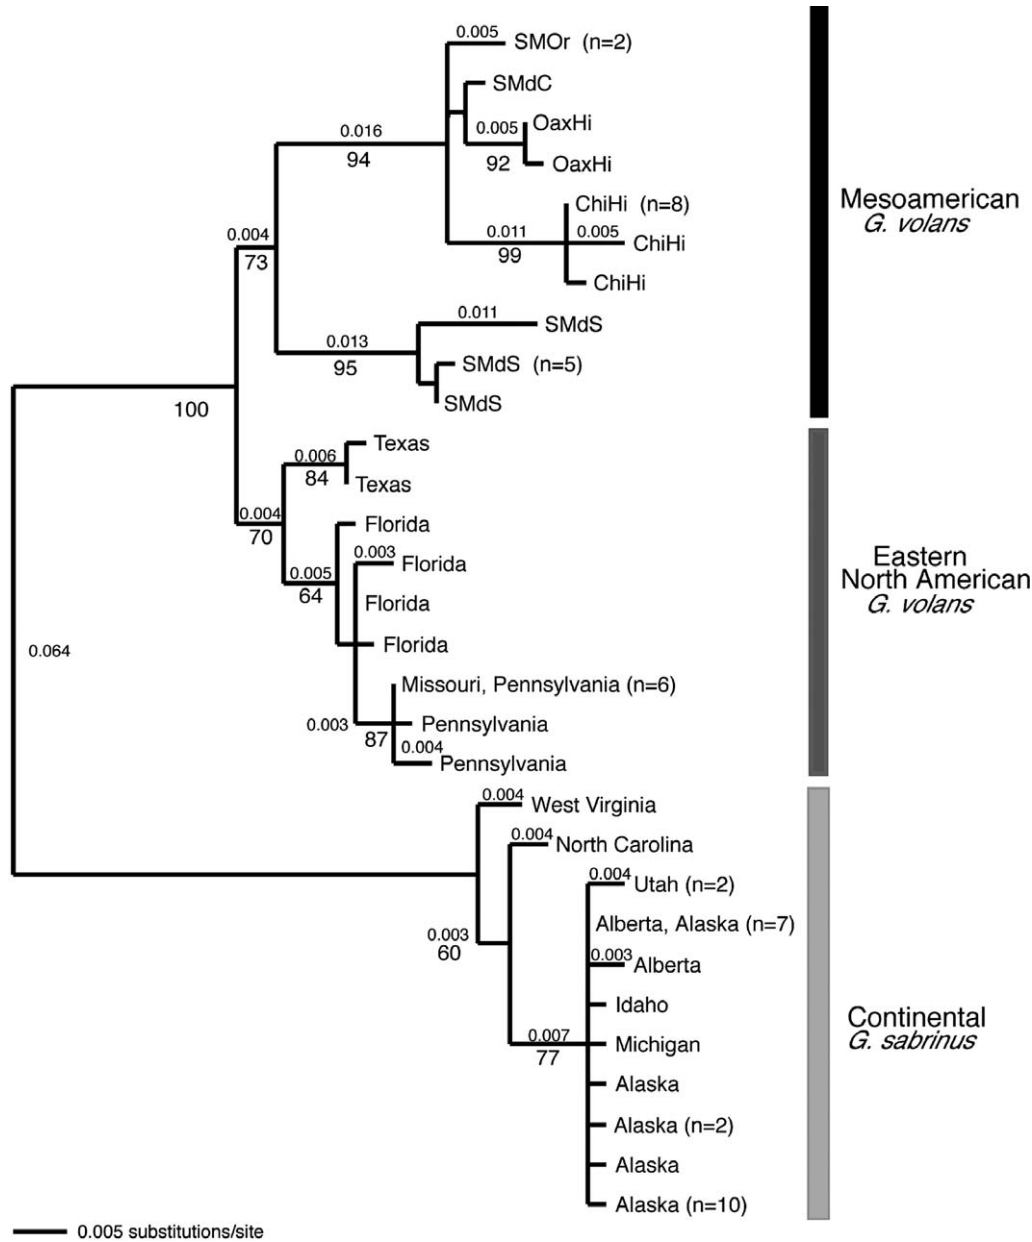 0.005
SMOr (n=2)
SMdC
0.005
OaxHi
0.016
94
92
OaxHi
ChiHi (n=8)
0.011
0.005
ChiHi
99
ChiHi
0.004
73
0.011
SMdS
0.013
95
SMdS (n=5)
SMdS
100
Texas
0.006
84
Texas
0.004
70
Florida
0.003
Florida
0.005
64
Florida
Florida
Missouri, Pennsylvania (n=6)
0.003
87
Pennsylvania
0.004
Pennsylvania
0.064
0.004
West Virginia
0.004
North Carolina
0.004
Utah (n=2)
Alberta, Alaska (n=7)
0.003
Alberta
0.003
60
Idaho
0.007
77
Michigan
Alaska
Alaska (n=2)
Alaska
Alaska (n=10)
Mesoamerican
G. volans
Eastern
North American
G. volans
Continental
G. sabrinus
0.005 substitutions/site